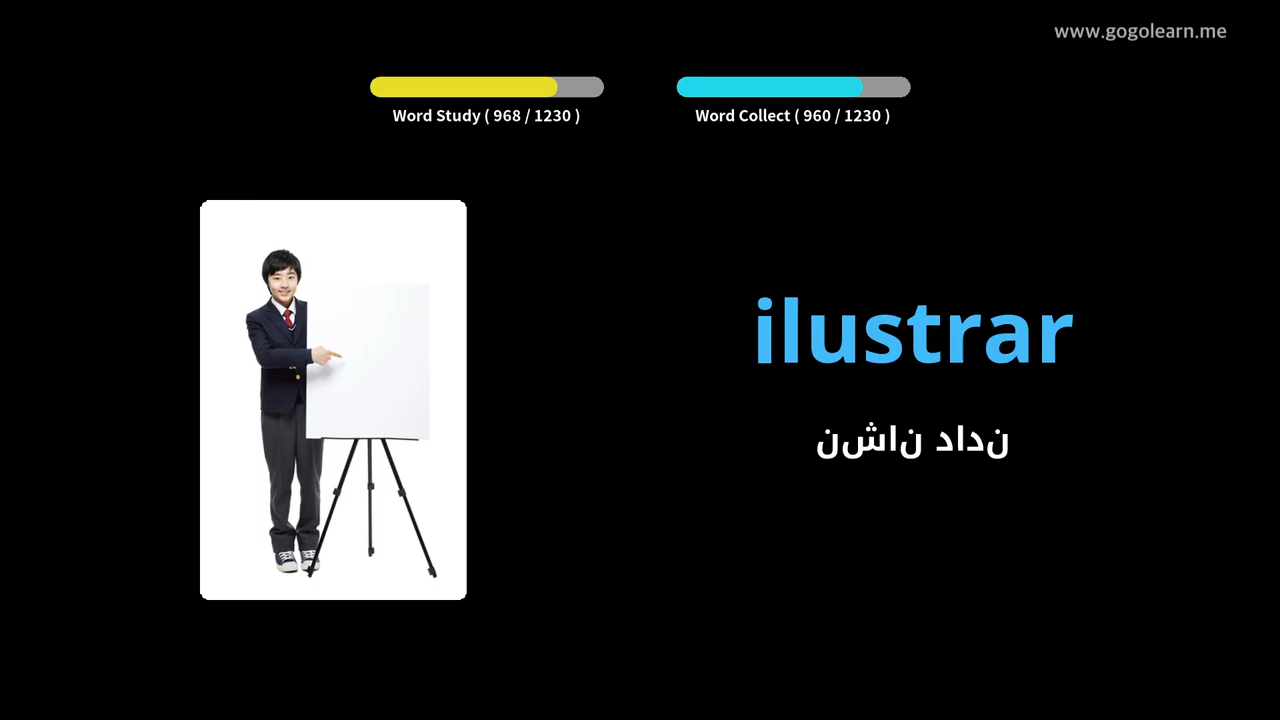 www.gogolearn.me
Word Study ( 968 / 1230 )
Word Collect ( 960 / 1230 )
ilustrar
نشان دادن